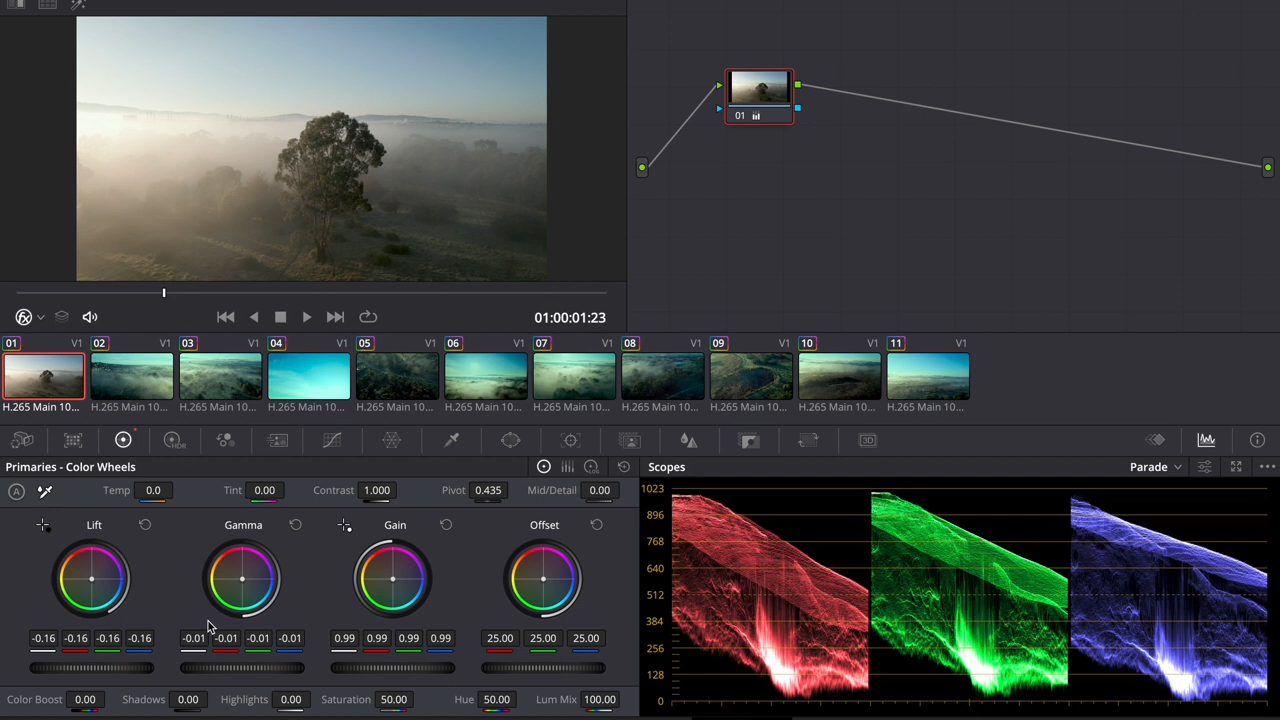 01
01:00:01:23
01 V1 02 V1 03 V1 04 V1 05 V1 06 V1 07 V1 08 V1 09 V1 10 V1 11 V1
H.265 Main 10... H.265 Main 10... H.265 Main 10... H.265 Main 10... H.265 Main 10... H.265 Main 10... H.265 Main 10... H.265 Main 10... H.265 Main 10... H.265 Main 10... H.265 Main 10...
HDR 3D
Primaries - Color Wheels LOG
A Temp 0.0 Tint 0.00 Contrast 1.000 Pivot 0.435 Mid/Detail 0.00
Lift Gamma Gain Offset
-0.16 -0.16 -0.16 -0.16 -0.01 -0.01 -0.01 -0.01 0.99 0.99 0.99 0.99 25.00 25.00 25.00
Color Boost 0.00 Shadows 0.00 Highlights 0.00 Saturation 50.00 Hue 50.00 Lum Mix 100.00
Scopes Parade
1023
896
768
640
512
384
256
128
0